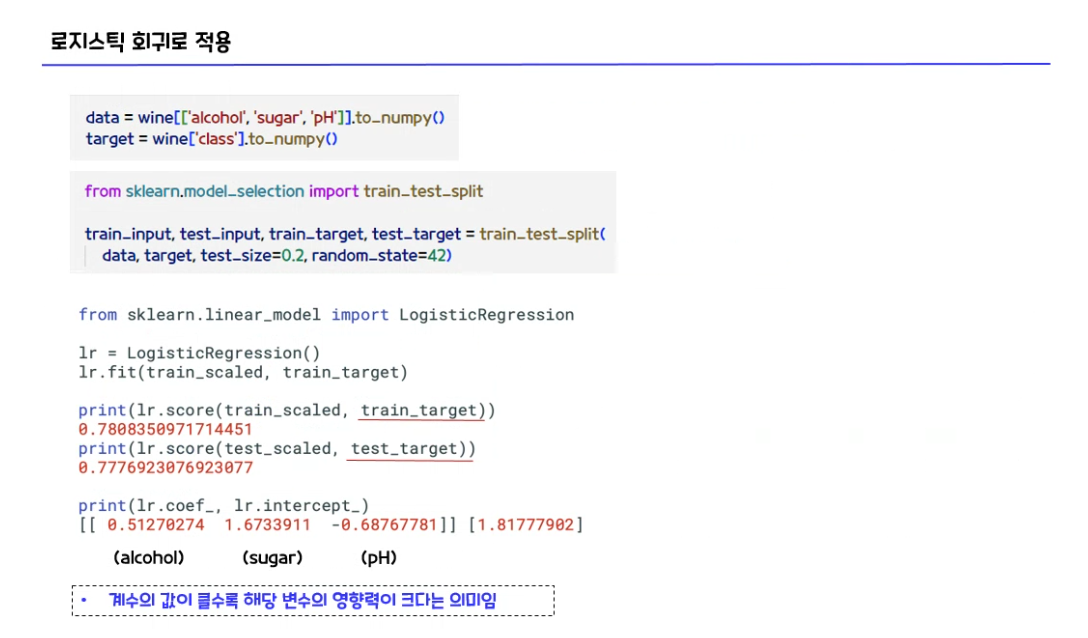 로지스틱 회귀로 적용
data = wine[['alcohol', 'sugar', 'pH']].to_numpy()
target = wine['class'].to_numpy()
from sklearn.model_selection import train_test_split
train_input, test_input, train_target, test_target = train_test_split(
data, target, test_size=0.2, random_state=42)
from sklearn.linear_model import LogisticRegression
lr = LogisticRegression()
lr.fit(train_scaled, train_target)
print(lr.score(train_scaled, train_target))
0.7808350971714451
print(lr.score(test_scaled, test_target))
0.7776923076923077
print(lr.coef_, lr.intercept_)
[[ 0.51270274 1.6733911 -0.68767781]] [1.81777902]
(alcohol) (sugar) (pH)
• 계수의 값이 클수록 해당 변수의 영향력이 크다는 의미임